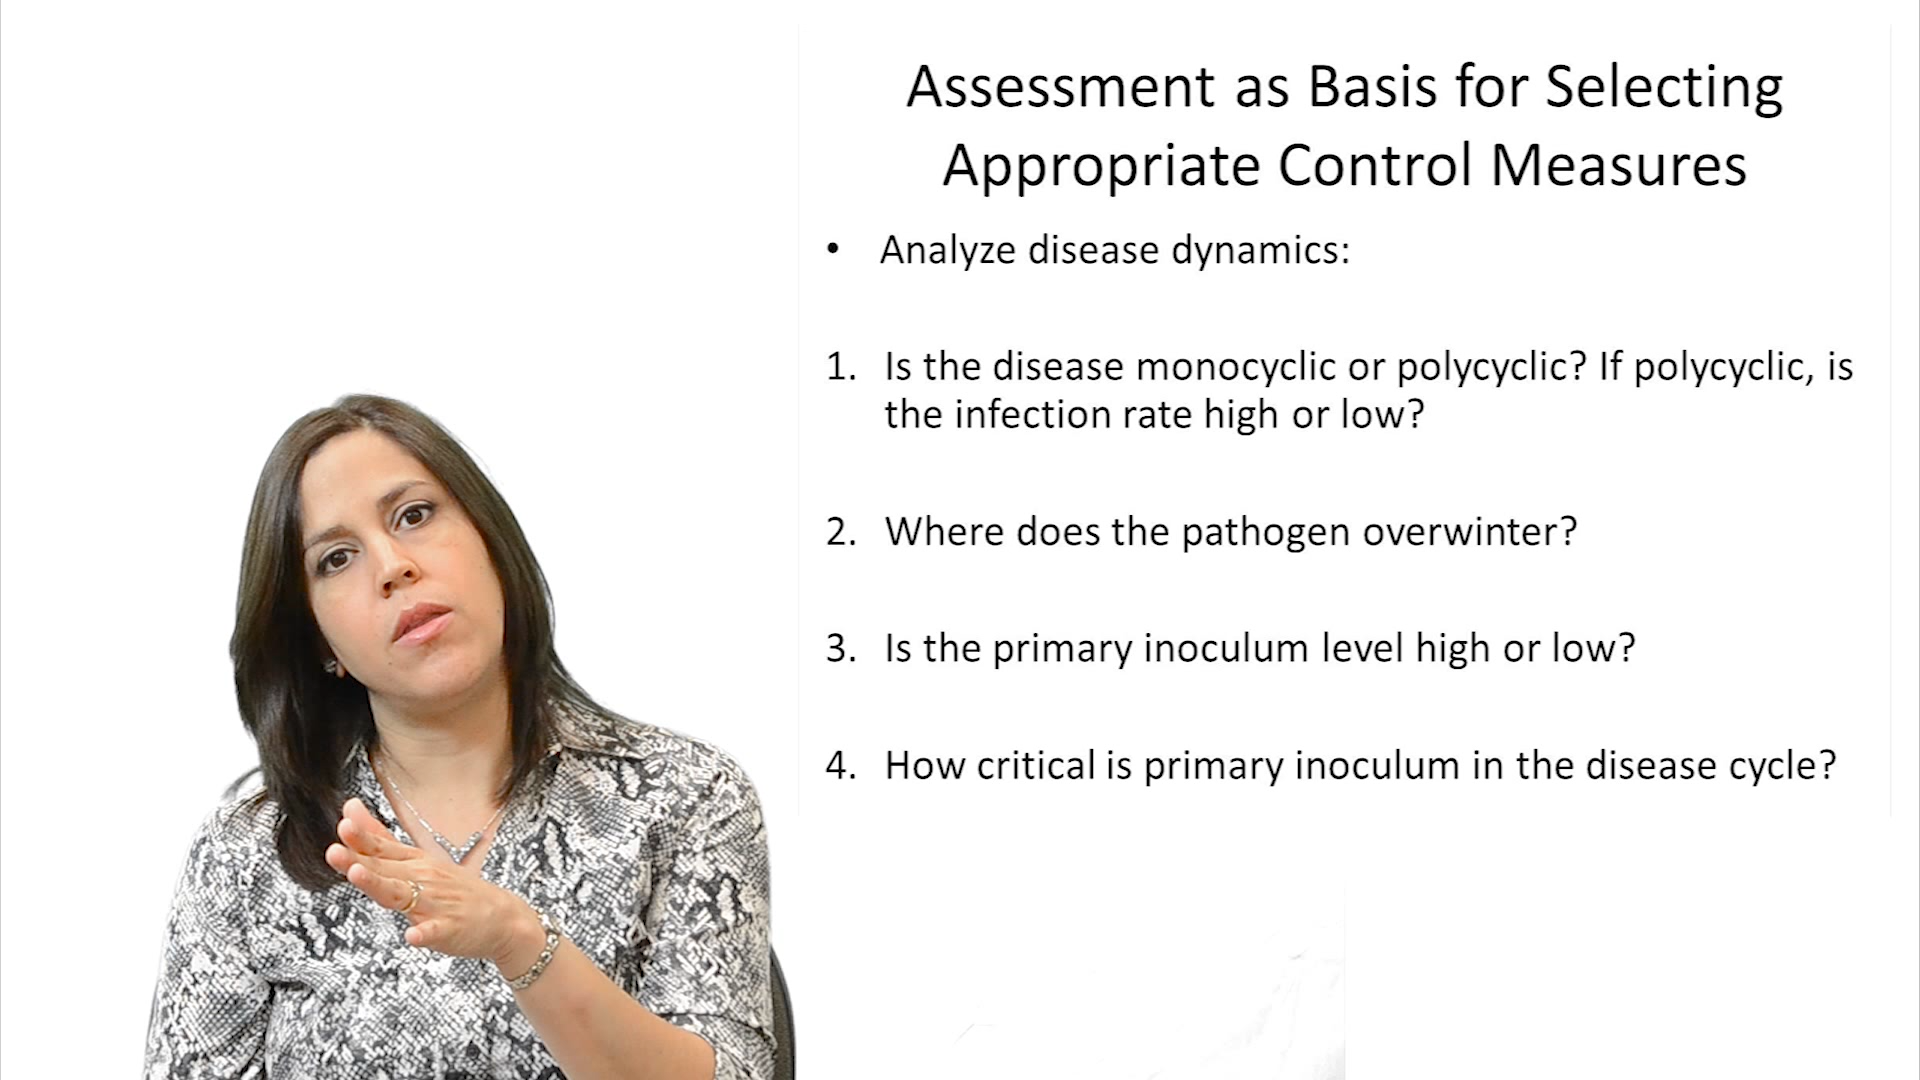 Assessment as Basis for Selecting
Appropriate Control Measures
• Analyze disease dynamics:
1. Is the disease monocyclic or polycyclic? If polycyclic, is
the infection rate high or low?
2. Where does the pathogen overwinter?
3. Is the primary inoculum level high or low?
4. How critical is primary inoculum in the disease cycle?